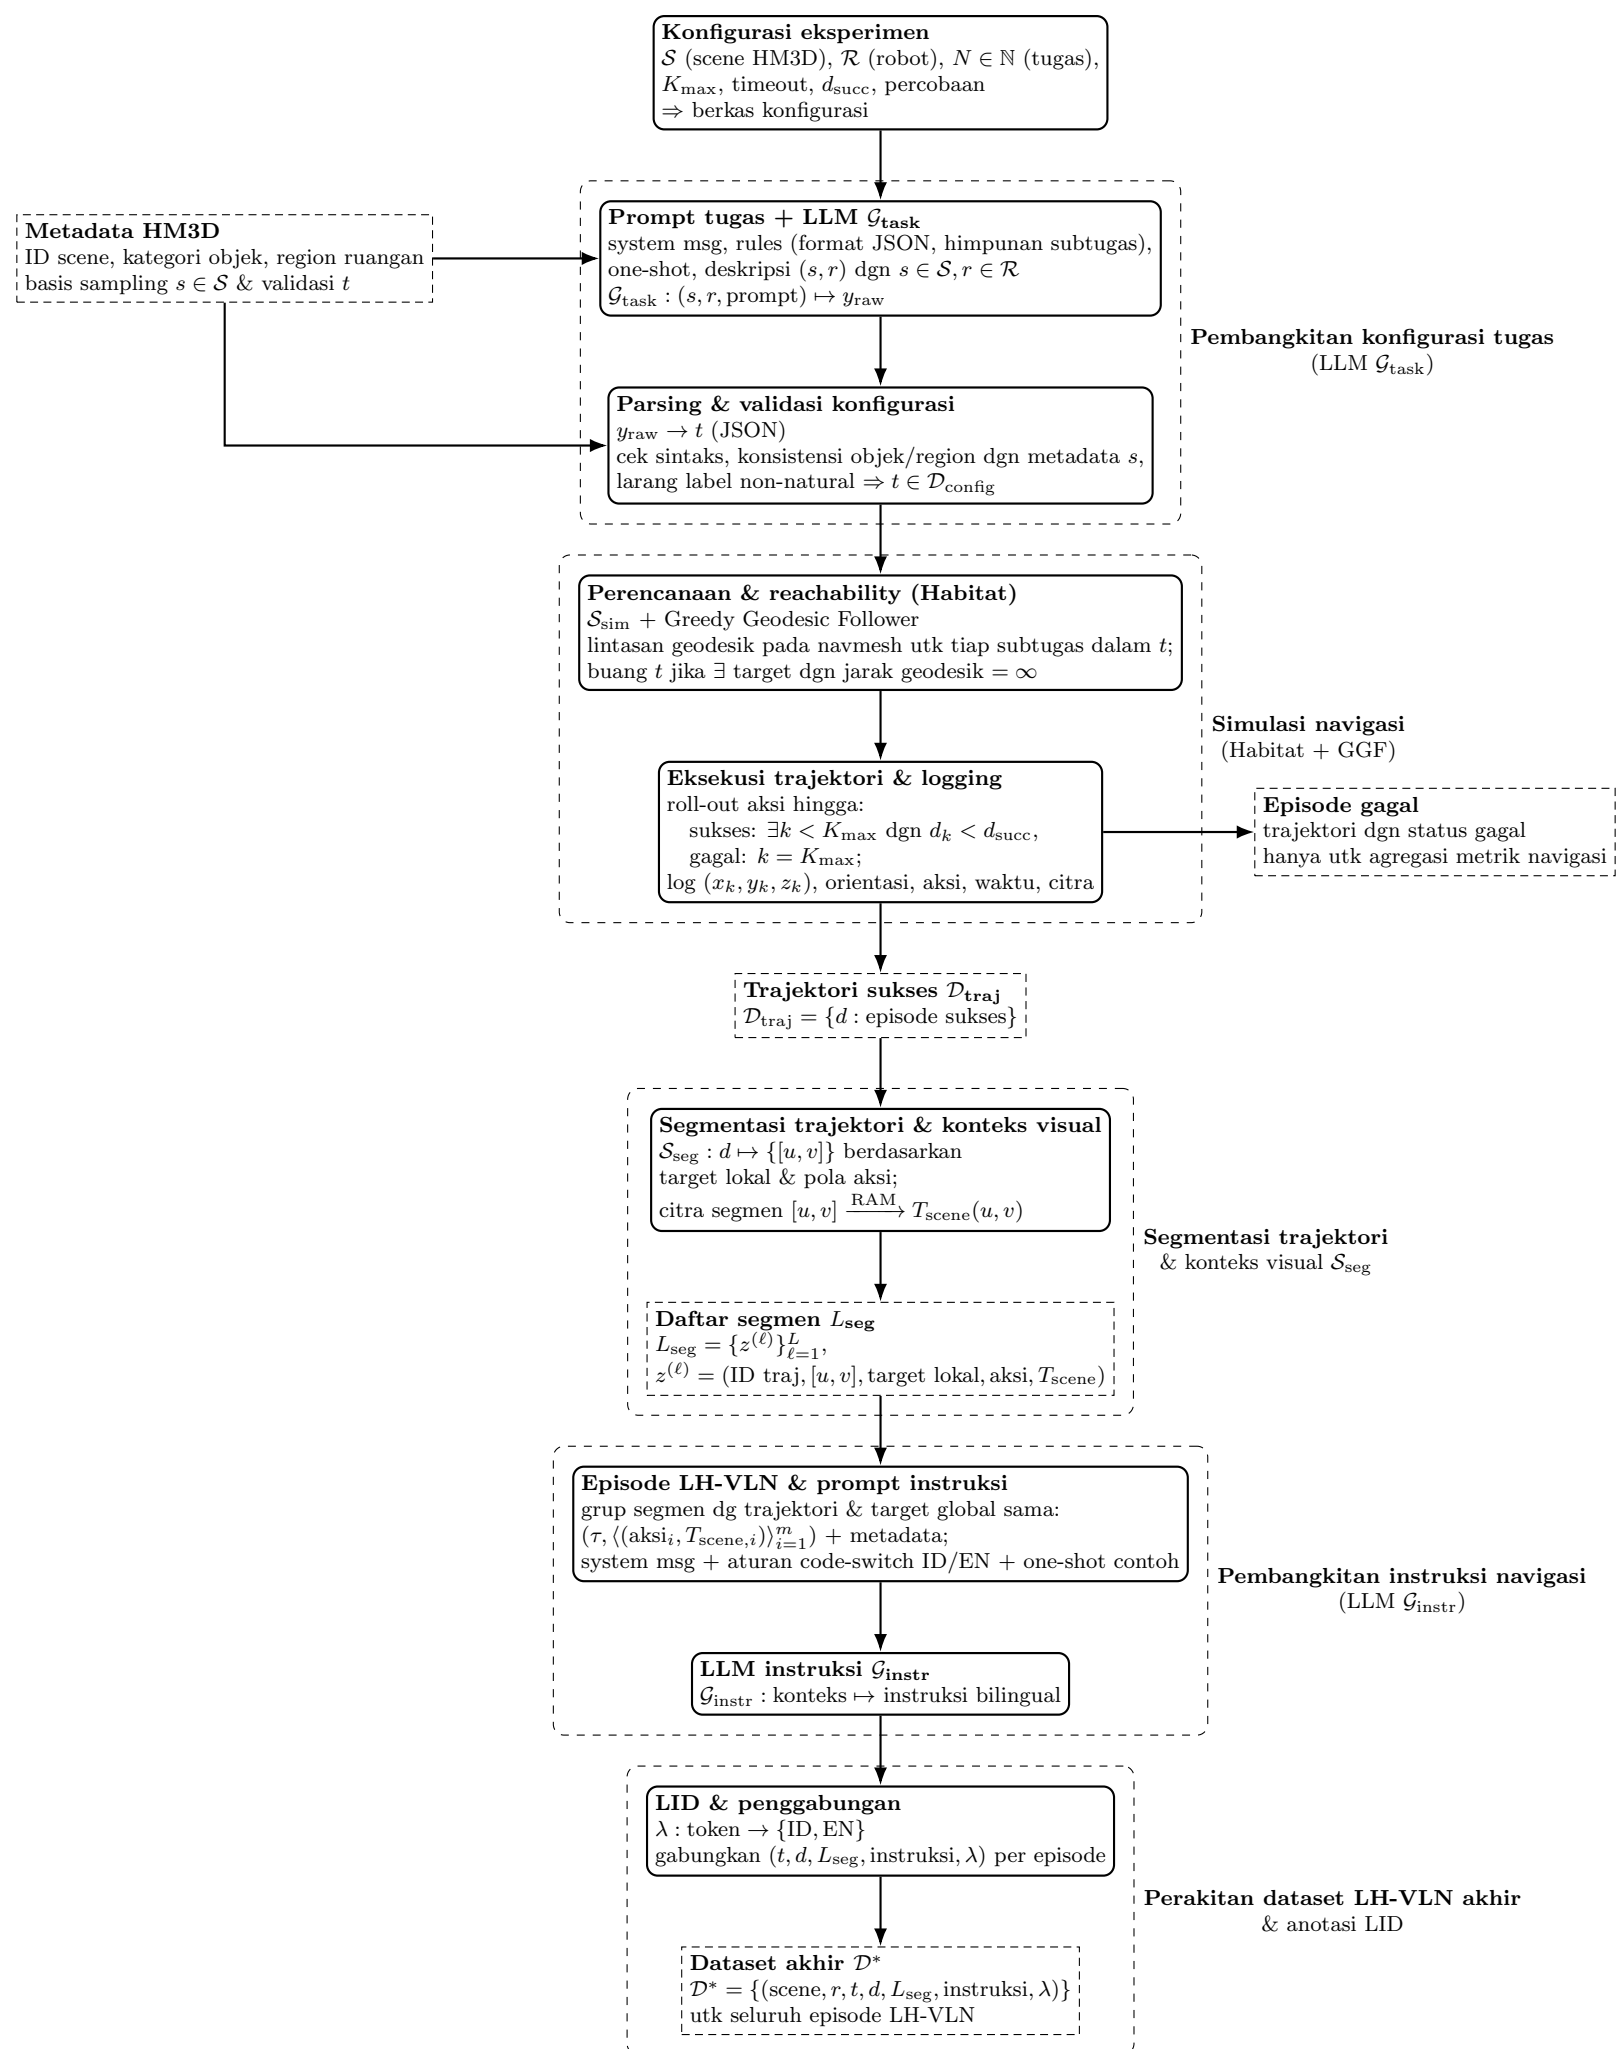 Konfigurasi eksperimen
𝒮 (scene HM3D), ℛ (robot), N ∈ ℕ (tugas),
K_max, timeout, d_succ, percobaan
⇒ berkas konfigurasi
Metadata HM3D
ID scene, kategori objek, region ruangan
basis sampling s ∈ 𝒮 & validasi t
Prompt tugas + LLM 𝒢_task
system msg, rules (format JSON, himpunan subtugas),
one-shot, deskripsi (s, r) dgn s ∈ 𝒮, r ∈ ℛ
𝒢_task : (s, r, prompt) ↦ y_raw
Pembangkitan konfigurasi tugas
(LLM 𝒢_task)
Parsing & validasi konfigurasi
y_raw → t (JSON)
cek sintaks, konsistensi objek/region dgn metadata s,
larang label non-natural ⇒ t ∈ 𝒟_config
Perencanaan & reachability (Habitat)
𝒮_sim + Greedy Geodesic Follower
lintasan geodesik pada navmesh utk tiap subtugas dalam t;
buang t jika ∃ target dgn jarak geodesik = ∞
Simulasi navigasi
(Habitat + GGF)
Eksekusi trajektori & logging
roll-out aksi hingga:
sukses: ∃k < K_max dgn d_k < d_succ,
gagal: k = K_max;
log (x_k, y_k, z_k), orientasi, aksi, waktu, citra
Episode gagal
trajektori dgn status gagal
hanya utk agregasi metrik navigasi
Trajektori sukses 𝒟_traj
𝒟_traj = {d : episode sukses}
Segmentasi trajektori & konteks visual
𝒮_seg : d ↦ {[u, v]} berdasarkan
target lokal & pola aksi;
citra segmen [u, v] —RAM→ T_scene(u, v)
Segmentasi trajektori
& konteks visual 𝒮_seg
Daftar segmen L_seg
L_seg = {z^(ℓ)}_{ℓ=1}^L,
z^(ℓ) = (ID traj, [u, v], target lokal, aksi, T_scene)
Episode LH-VLN & prompt instruksi
grup segmen dg trajektori & target global sama:
(τ, ⟨(aksi_i, T_scene,i)⟩_{i=1}^m) + metadata;
system msg + aturan code-switch ID/EN + one-shot contoh
Pembangkitan instruksi navigasi
(LLM 𝒢_instr)
LLM instruksi 𝒢_instr
𝒢_instr : konteks ↦ instruksi bilingual
LID & penggabungan
λ : token → {ID, EN}
gabungkan (t, d, L_seg, instruksi, λ) per episode
Perakitan dataset LH-VLN akhir
& anotasi LID
Dataset akhir 𝒟*
𝒟* = {(scene, r, t, d, L_seg, instruksi, λ)}
utk seluruh episode LH-VLN